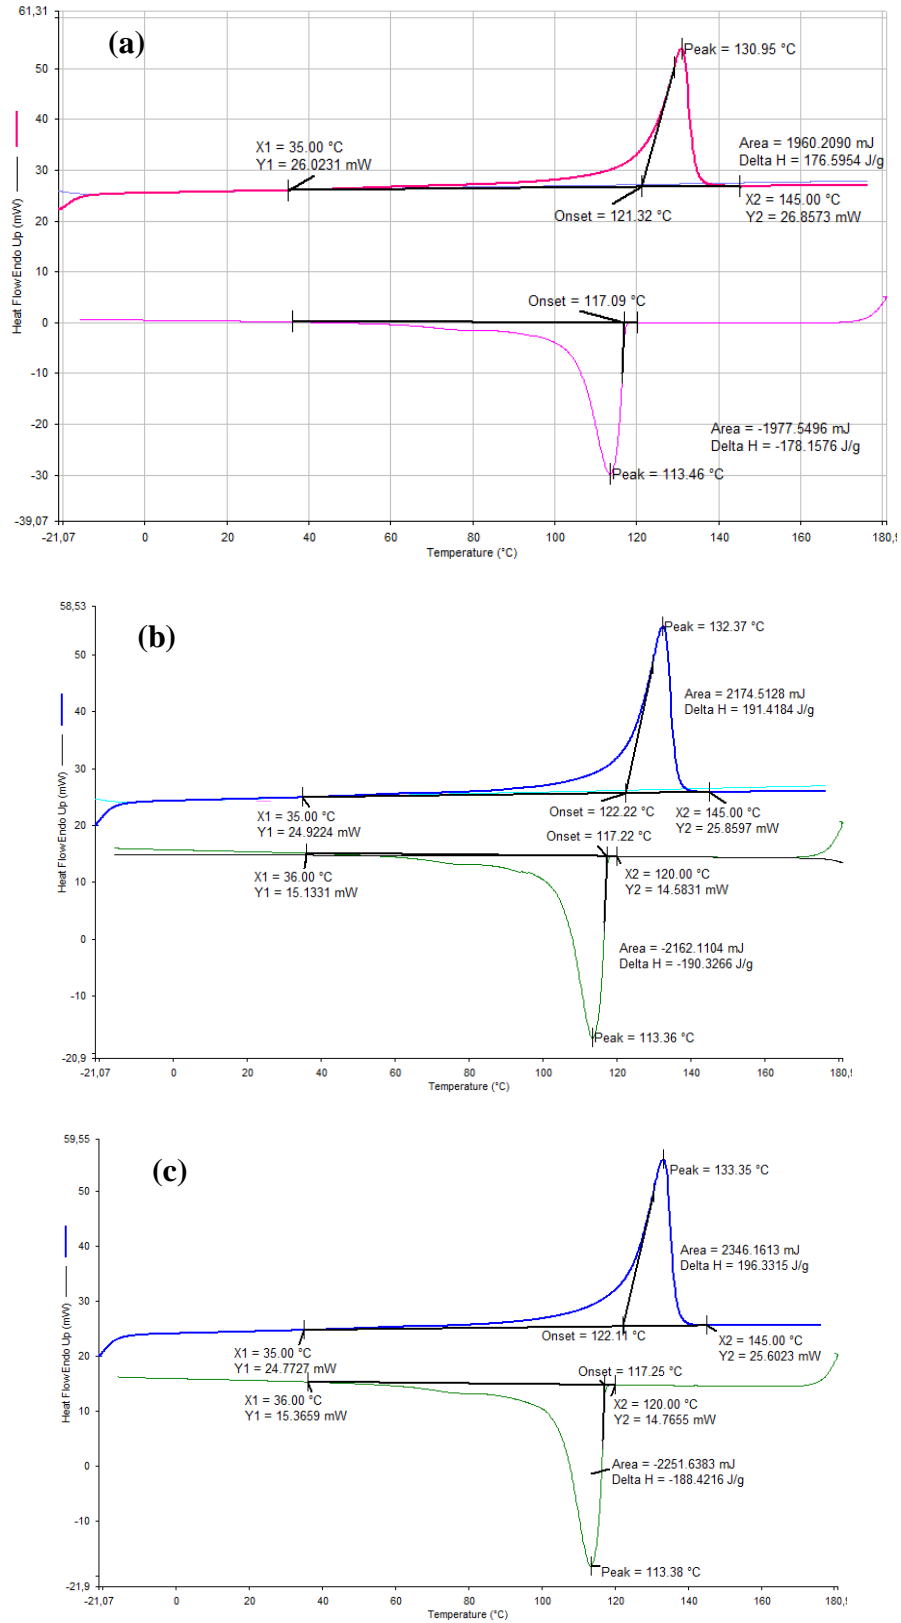 61,31
(a)
Peak = 130.95 °C
50
40
X1 = 35.00 °C
Y1 = 26.0231 mW
Area = 1960.2090 mJ
Delta H = 176.5954 J/g
30
Onset = 121.32 °C
X2 = 145.00 °C
Y2 = 26.8573 mW
20
Heat Flow Endo Up (mW)
10
Onset = 117.09 °C
0
-10
-20
Area = -1977.5496 mJ
Delta H = -178.1576 J/g
-30
Peak = 113.46 °C
-39,07
-21,07 0 20 40 60 80 100 120 140 160 180,9
Temperature (°C)
58,53
(b)
Peak = 132.37 °C
50
Area = 2174.5128 mJ
Delta H = 191.4184 J/g
40
30
X1 = 35.00 °C
Y1 = 24.9224 mW
Onset = 122.22 °C
X2 = 145.00 °C
Y2 = 25.8597 mW
20
Onset = 117.22 °C
Heat Flow Endo Up (mW)
X1 = 36.00 °C
Y1 = 15.1331 mW
X2 = 120.00 °C
Y2 = 14.5831 mW
10
0
Area = -2162.1104 mJ
Delta H = -190.3266 J/g
-10
Peak = 113.36 °C
-20,9
-21,07 0 20 40 60 80 100 120 140 160 180,9
Temperature (°C)
59,55
(c)
Peak = 133.35 °C
50
40
Area = 2346.1613 mJ
Delta H = 196.3315 J/g
30
Onset = 122.11 °C
X1 = 35.00 °C
Y1 = 24.7727 mW
X2 = 145.00 °C
Y2 = 25.6023 mW
20
Onset = 117.25 °C
Heat Flow Endo Up (mW)
X1 = 36.00 °C
Y1 = 15.3659 mW
X2 = 120.00 °C
Y2 = 14.7655 mW
10
0
Area = -2251.6383 mJ
Delta H = -188.4216 J/g
-10
Peak = 113.38 °C
-21,9
-21,07 0 20 40 60 80 100 120 140 160 180,9
Temperature (°C)